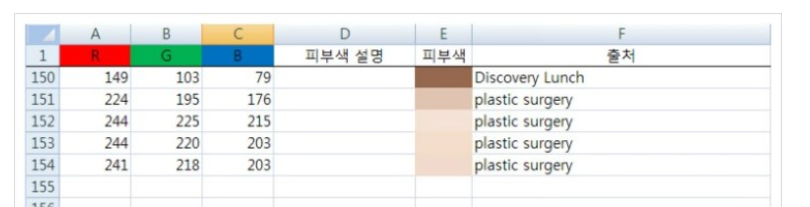 A B C D E F
1 R G B 피부색 설명 피부색 출처
150 149 103 79 Discovery Lunch
151 224 195 176 plastic surgery
152 244 225 215 plastic surgery
153 244 220 203 plastic surgery
154 241 218 203 plastic surgery
155